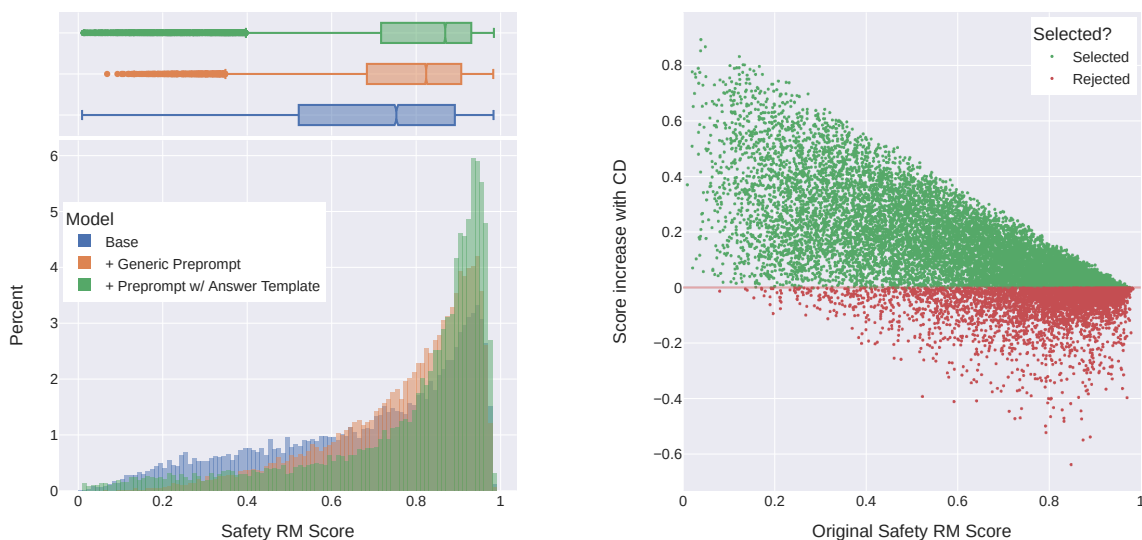 Model
Base
+ Generic Preprompt
+ Preprompt w/ Answer Template
Percent
6
5
4
3
2
1
0
0
0.2
0.4
0.6
0.8
1
Safety RM Score
Selected?
Selected
Rejected
Score increase with CD
0.8
0.6
0.4
0.2
0
−0.2
−0.4
−0.6
0
0.2
0.4
0.6
0.8
1
Original Safety RM Score